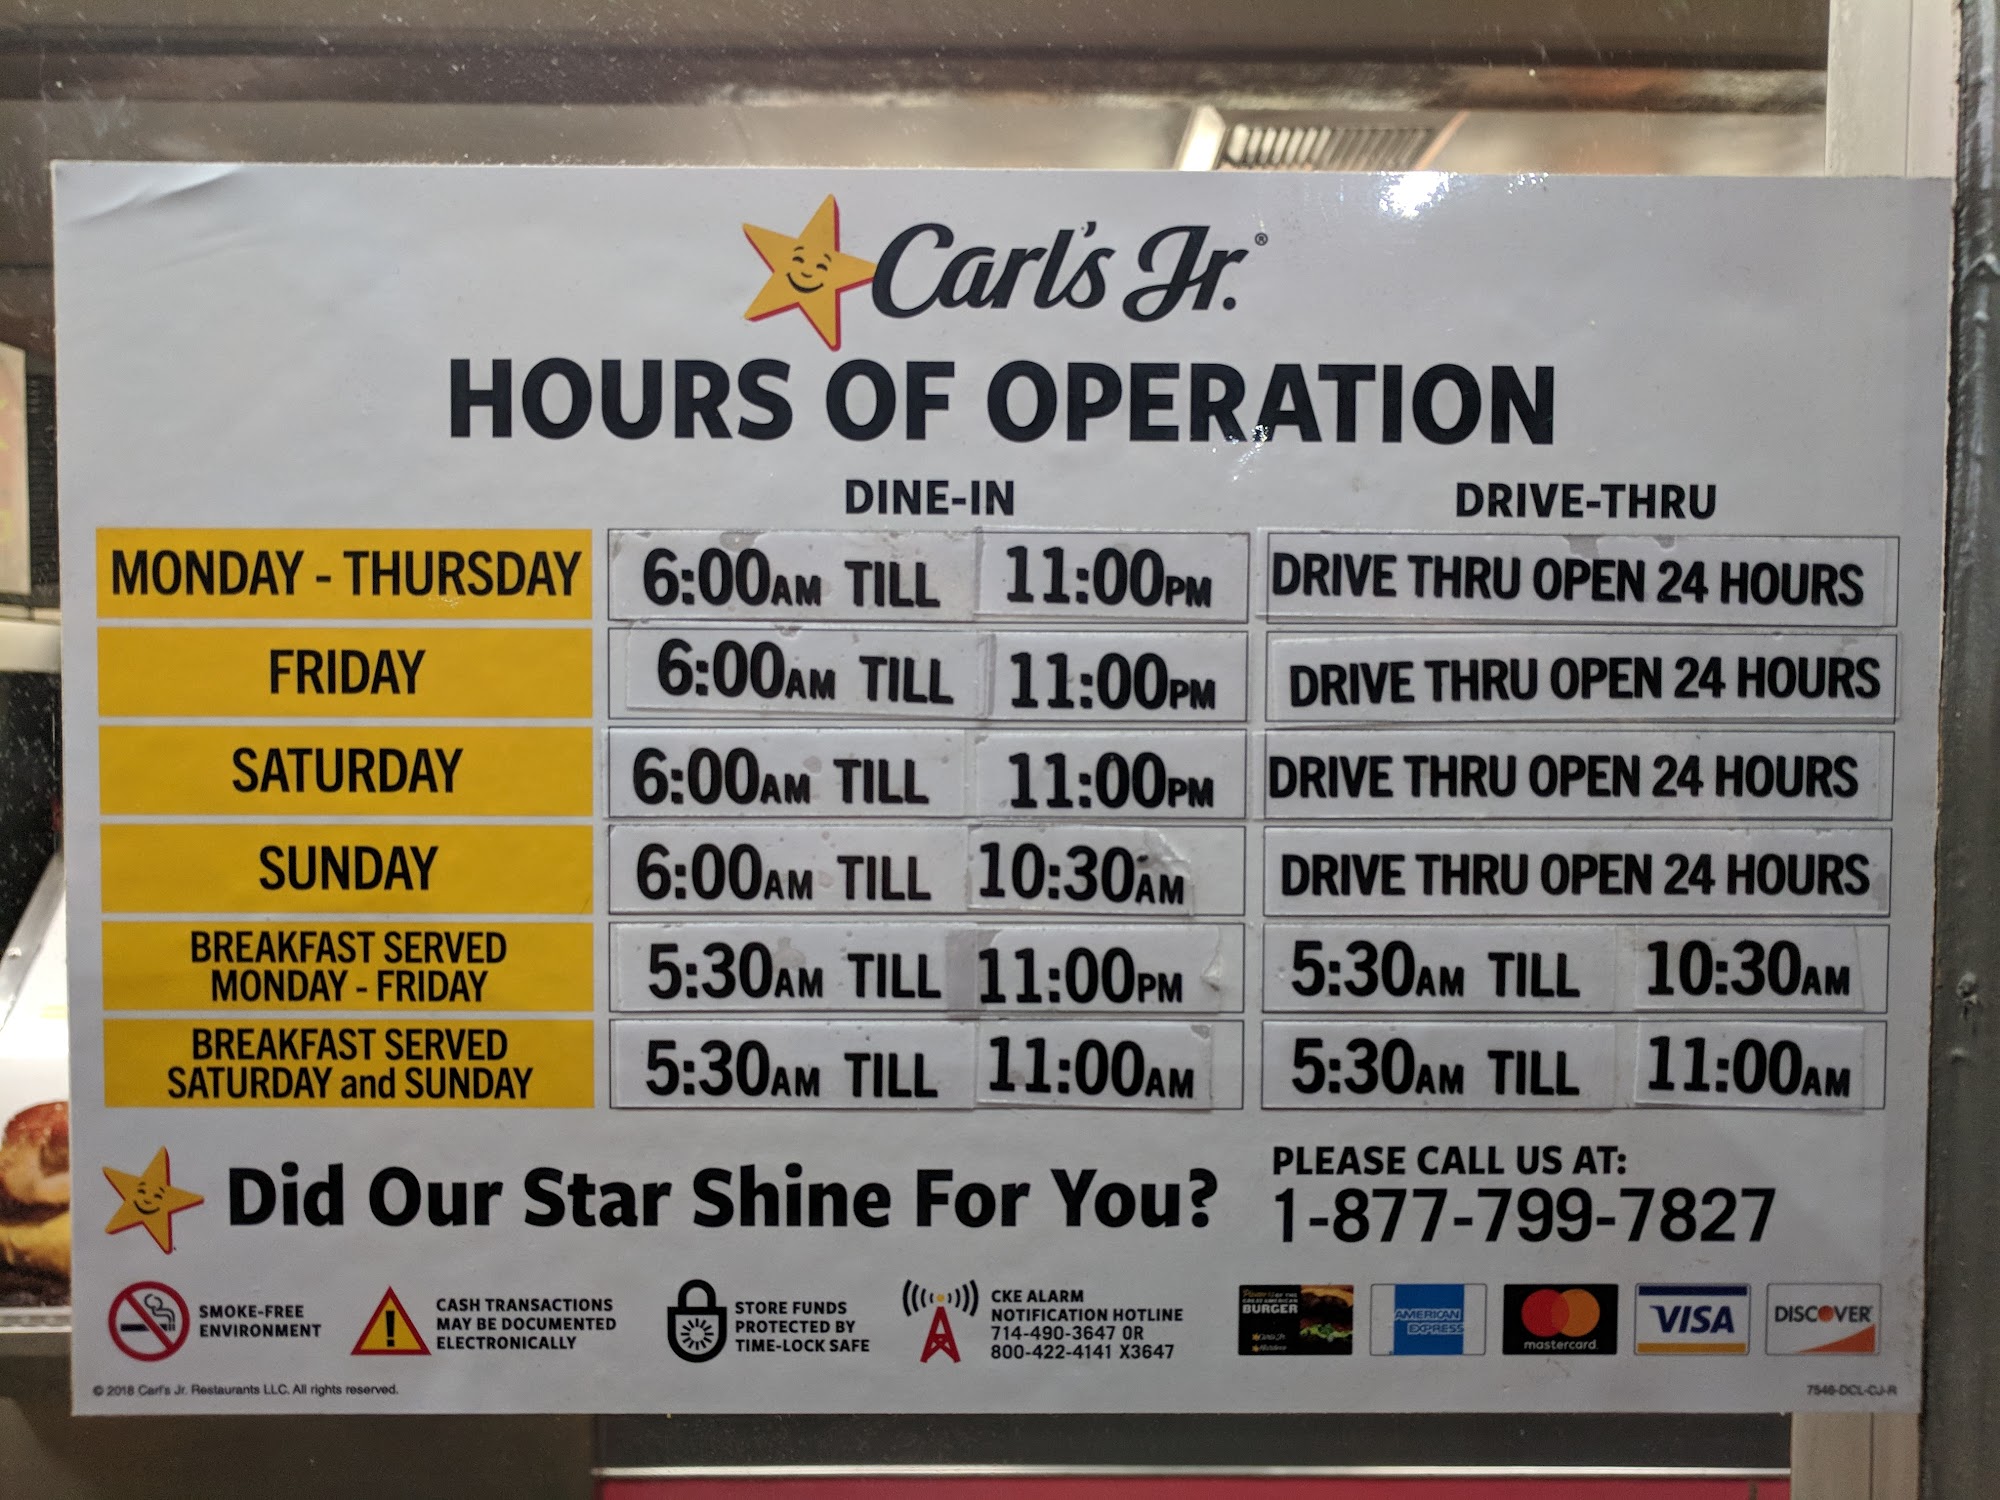 Carl's Jr.®
HOURS OF OPERATION
DINE-IN DRIVE-THRU
MONDAY - THURSDAY 6:00AM TILL 11:00PM DRIVE THRU OPEN 24 HOURS
FRIDAY 6:00AM TILL 11:00PM DRIVE THRU OPEN 24 HOURS
SATURDAY 6:00AM TILL 11:00PM DRIVE THRU OPEN 24 HOURS
SUNDAY 6:00AM TILL 10:30AM DRIVE THRU OPEN 24 HOURS
BREAKFAST SERVED
MONDAY - FRIDAY 5:30AM TILL 11:00PM 5:30AM TILL 10:30AM
BREAKFAST SERVED
SATURDAY and SUNDAY 5:30AM TILL 11:00AM 5:30AM TILL 11:00AM
Did Our Star Shine For You?
PLEASE CALL US AT:
1-877-799-7827
SMOKE-FREE
ENVIRONMENT
CASH TRANSACTIONS
MAY BE DOCUMENTED
ELECTRONICALLY
STORE FUNDS
PROTECTED BY
TIME-LOCK SAFE
CKE ALARM
NOTIFICATION HOTLINE
714-490-3647 OR
800-422-4141 X3647
BURGER
AMERICAN
EXPRESS
mastercard
VISA
DISCOVER
© 2018 Carl's Jr. Restaurants LLC. All rights reserved.
7546-DCL-CJ-R